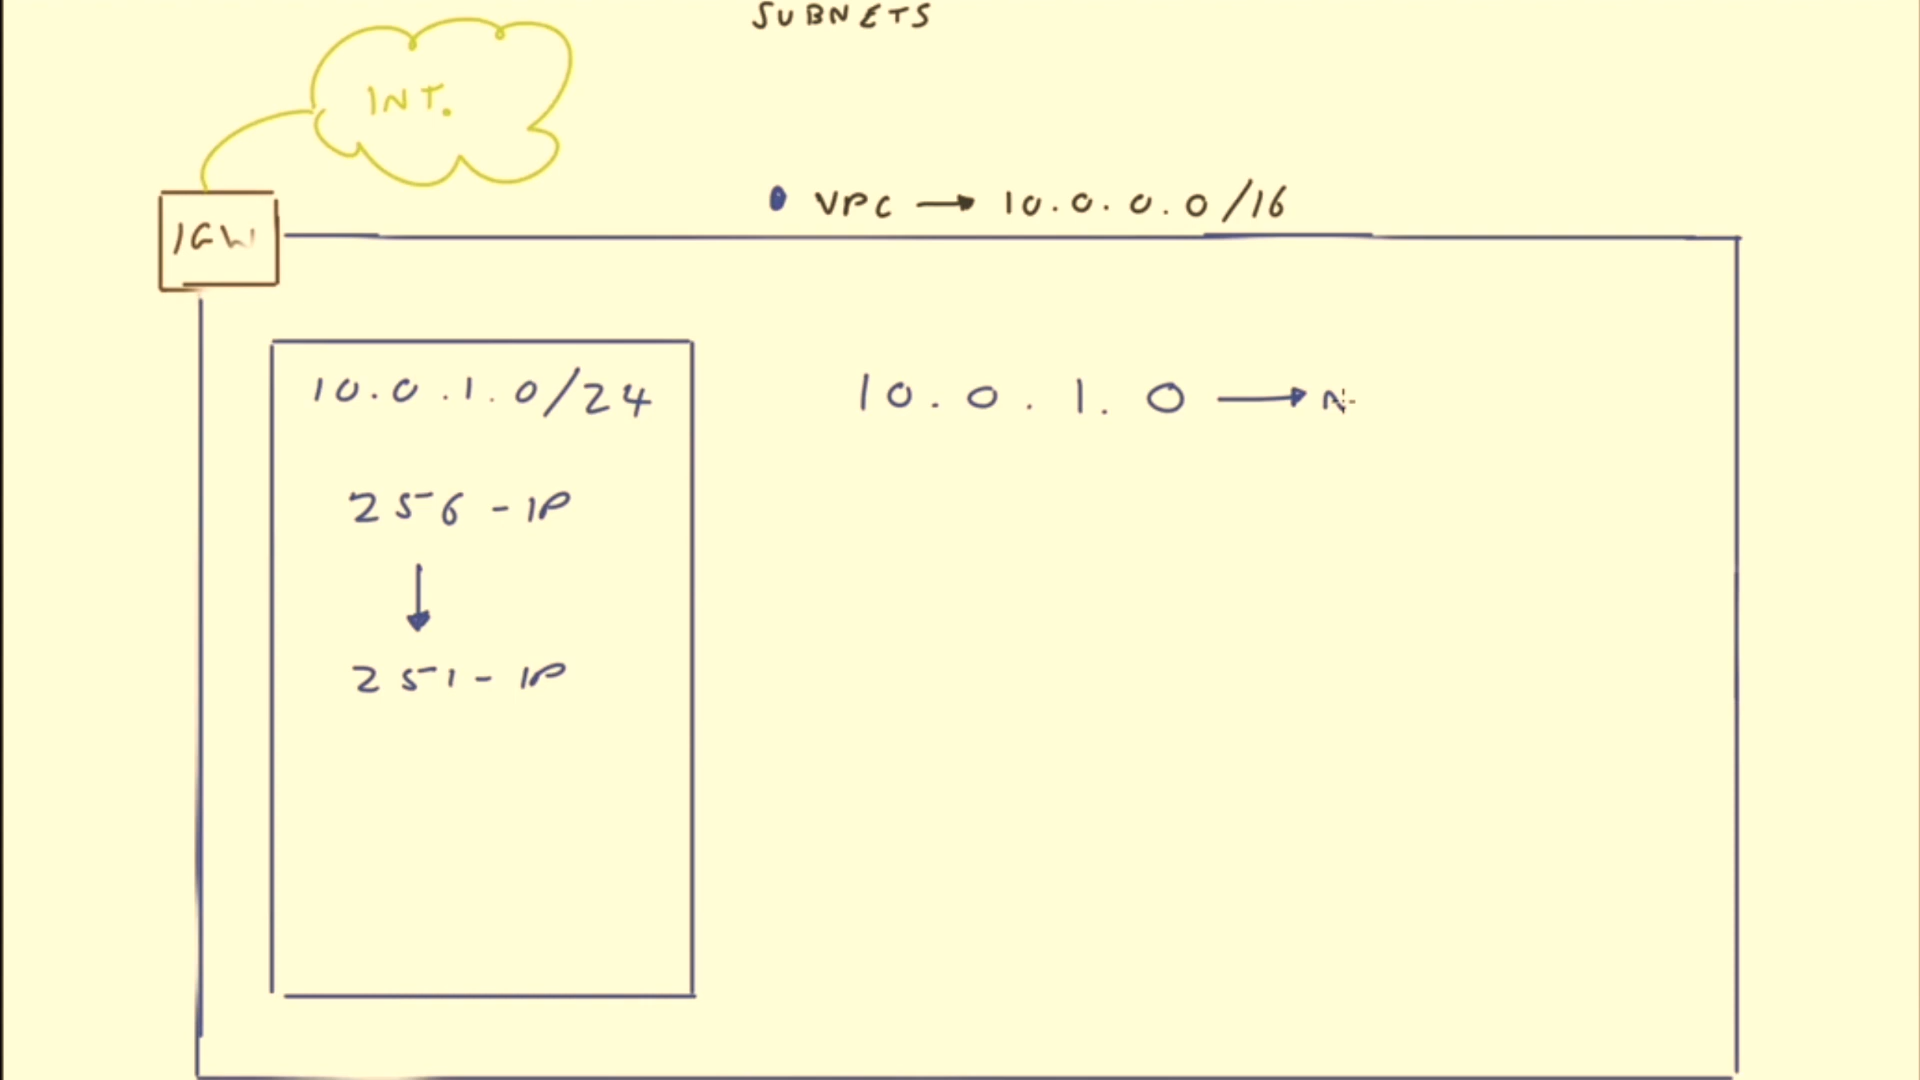 SUBNETS
INT.
VPC → 10.0.0.0/16
IGW
10.0.1.0/24
10.0.1.0 → N
256 - IP
↓
251 - IP